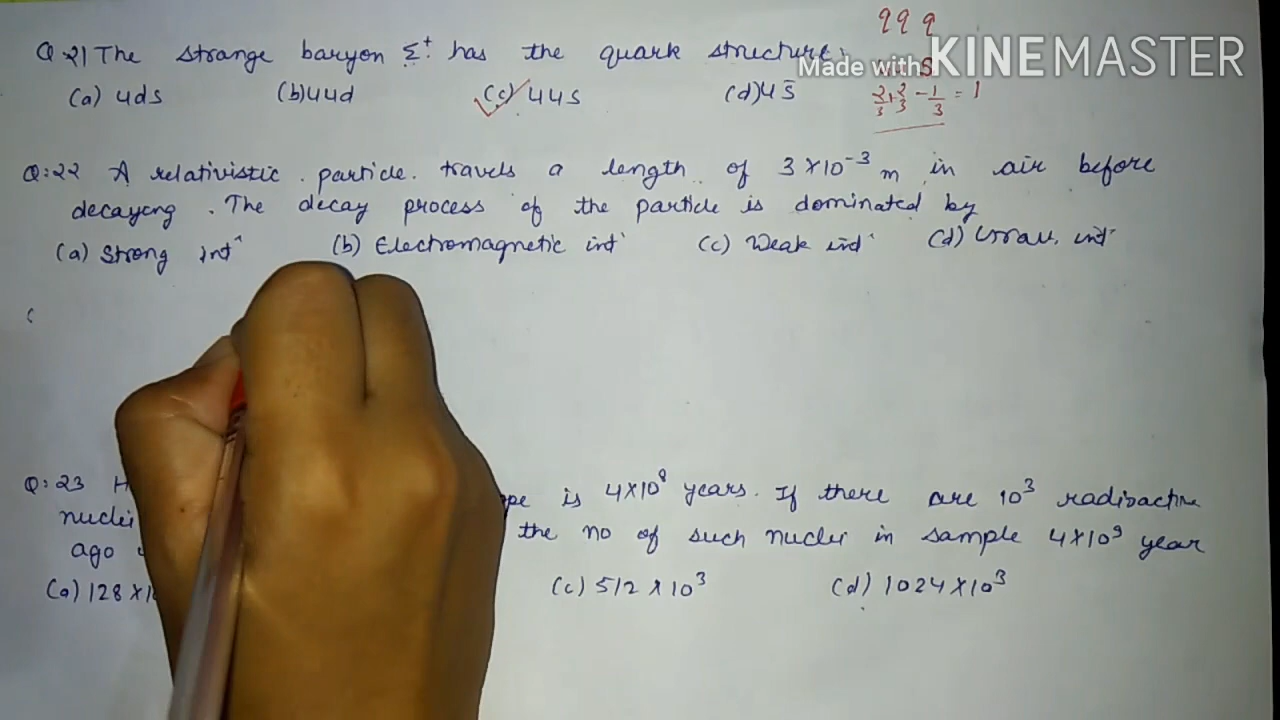 q q q
Q 21 The strange baryon Σ⁺ has the quark structure
Made with KINEMASTER
(a) uds (b) uud (c) uus (d) us̄
2/3 + 2/3 - 1/3 = 1
Q:22 A relativistic particle travels a length of 3×10⁻³ m in air before
decaying. The decay process of the particle is dominated by
(a) Strong int (b) Electromagnetic int (c) Weak int (d) Grav. int
Q:23 is 4×10⁸ years. If there are 10³ radioactive
nuclei the no of such nuclei in sample 4×10⁹ year
ago
(a) 128 × (c) 512 × 10³ (d) 1024 × 10³